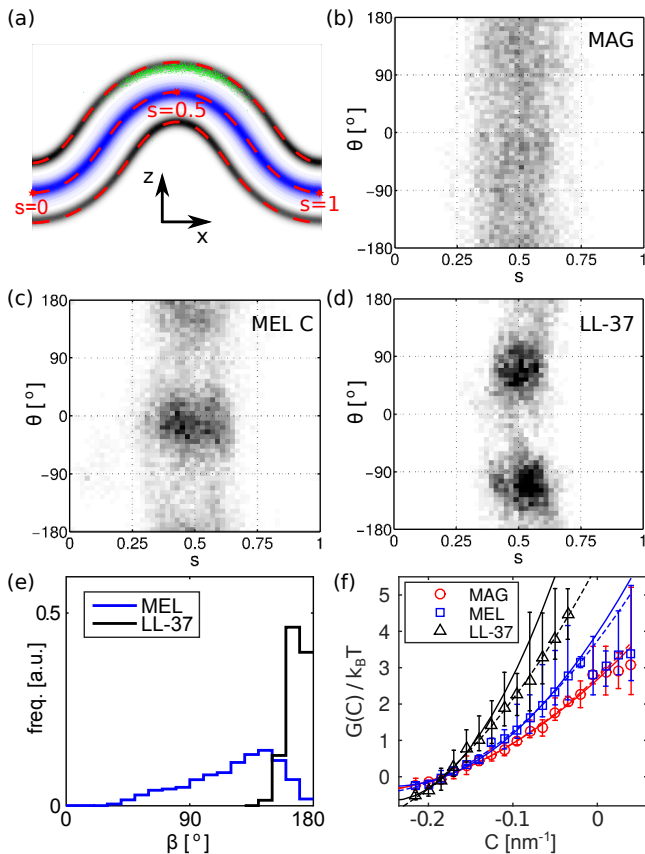 (a)
s=0.5
s=0
s=1
z
x
(b)
MAG
θ [°]
180
90
0
−90
−180
0 0.25 0.5 0.75 1
s
(c)
MEL C
θ [°]
180
90
0
−90
−180
0 0.25 0.5 0.75 1
s
(d)
LL-37
θ [°]
180
90
0
−90
−180
0 0.25 0.5 0.75 1
s
(e)
MEL
LL-37
freq. [a.u.]
0.5
0
0 90 180
β [°]
(f)
MAG
MEL
LL-37
G(C) / k_BT
5
4
3
2
1
0
-0.2 -0.1 0
C [nm⁻¹]